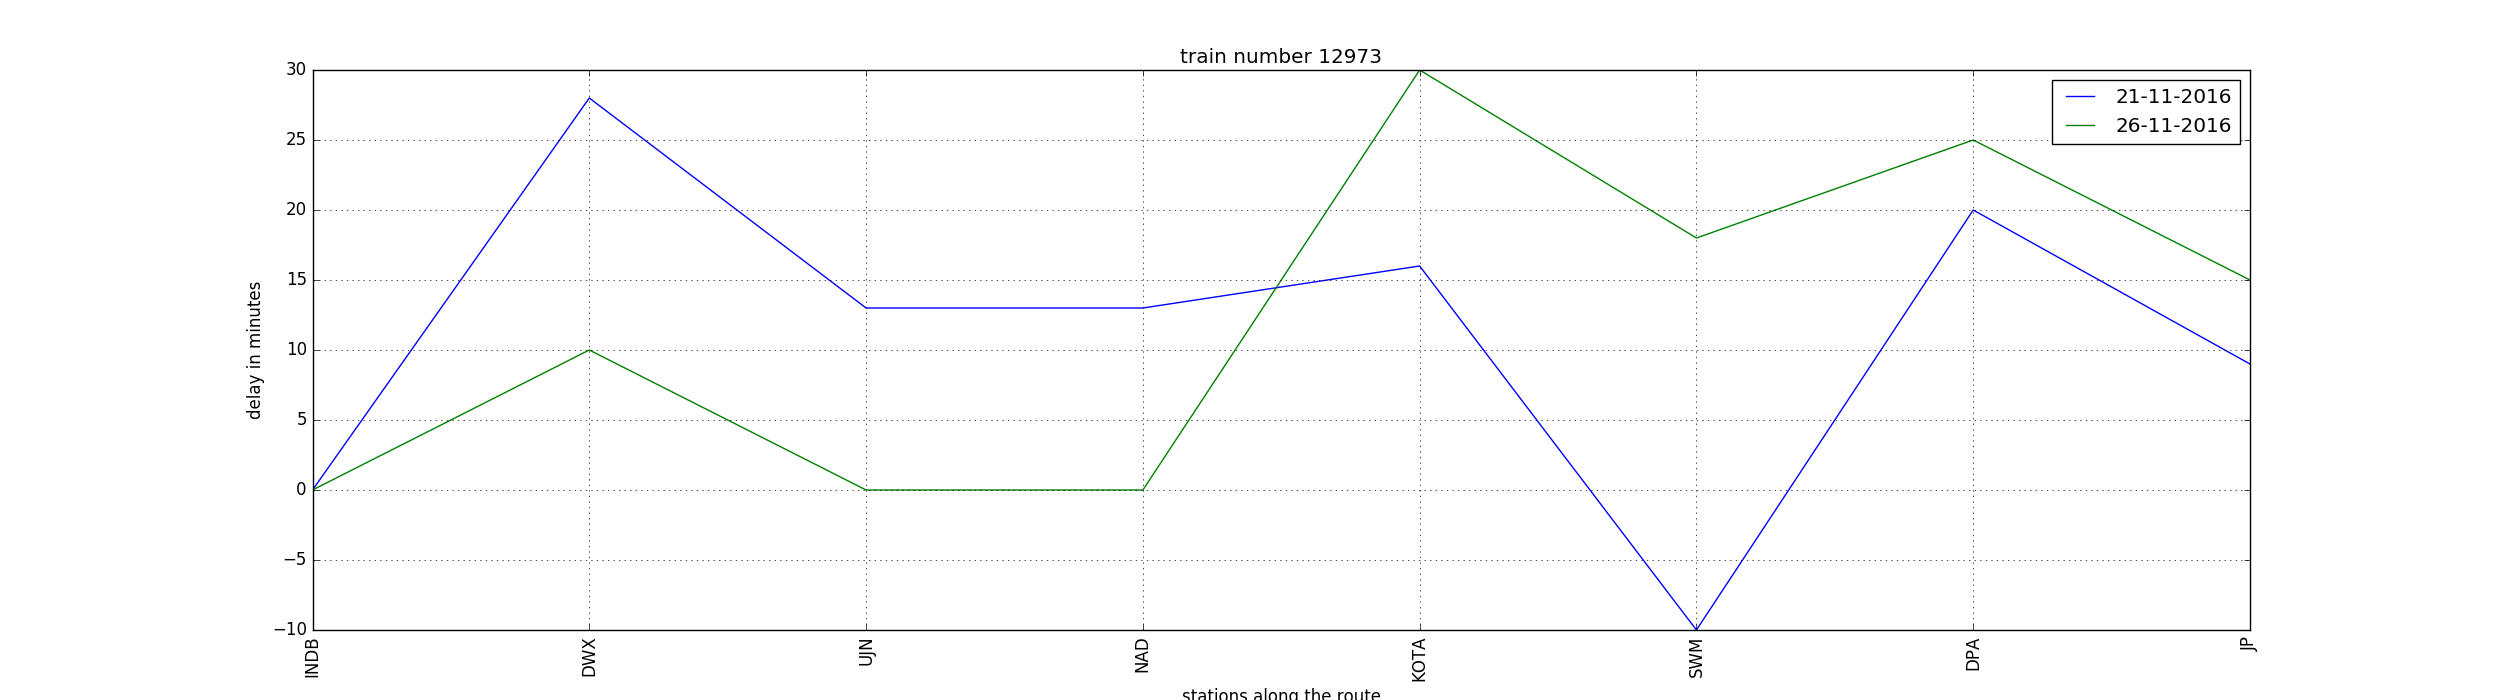 train number 12973
30
25
20
15
10
5
0
−5
−10
delay in minutes
21-11-2016
26-11-2016
INDB
DWX
UJN
NAD
KOTA
SWM
DPA
JP
stations along the route